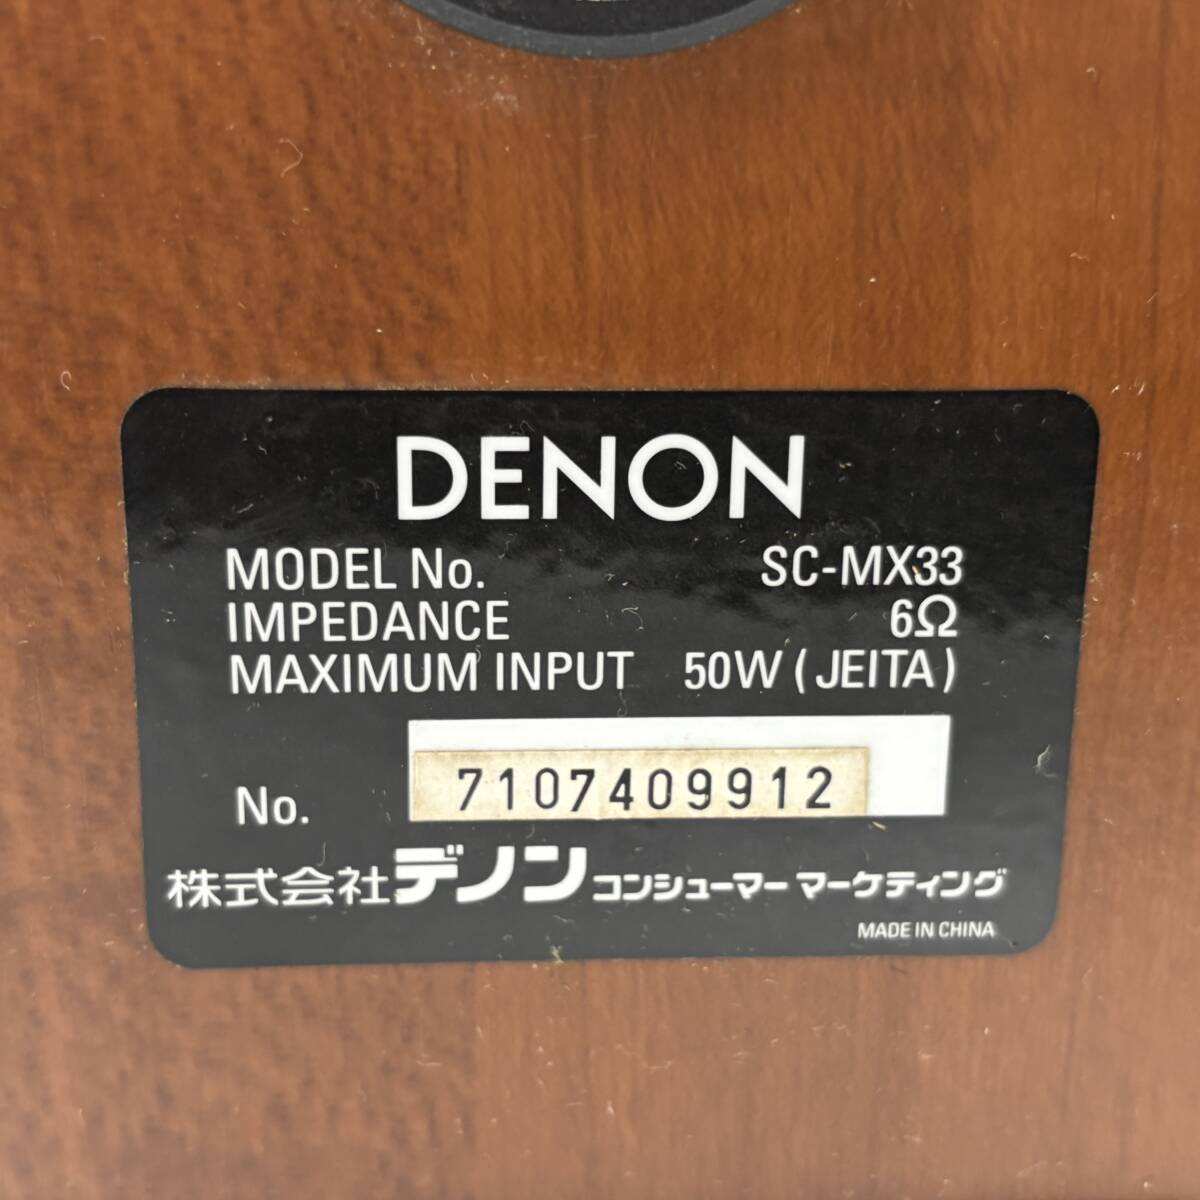 DENON
MODEL No. SC-MX33
IMPEDANCE 6Ω
MAXIMUM INPUT 50W (JEITA)
No. 7107409912
株式会社デノン コンシューマー マーケティング
MADE IN CHINA